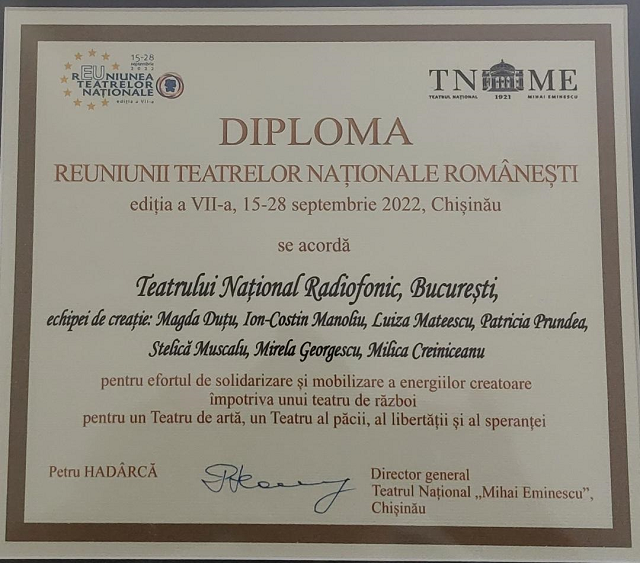 15-28
septembrie
2022
REUNIUNEA
TEATRELOR
NAȚIONALE
ediția a VII-a
TN ME
TEATRUL NAȚIONAL 1921 MIHAI EMINESCU
DIPLOMA
REUNIUNII TEATRELOR NAȚIONALE ROMÂNEȘTI
ediția a VII-a, 15-28 septembrie 2022, Chișinău
se acordă
Teatrului Național Radiofonic, București,
echipei de creație: Magda Duțu, Ion-Costin Manoliu, Luiza Mateescu, Patricia Prundea,
Stelică Muscalu, Mirela Georgescu, Milica Creiniceanu
pentru efortul de solidarizare și mobilizare a energiilor creatoare
împotriva unui teatru de război
pentru un Teatru de artă, un Teatru al păcii, al libertății și al speranței
Petru HADÂRCĂ
Director general
Teatrul Național „Mihai Eminescu”,
Chișinău